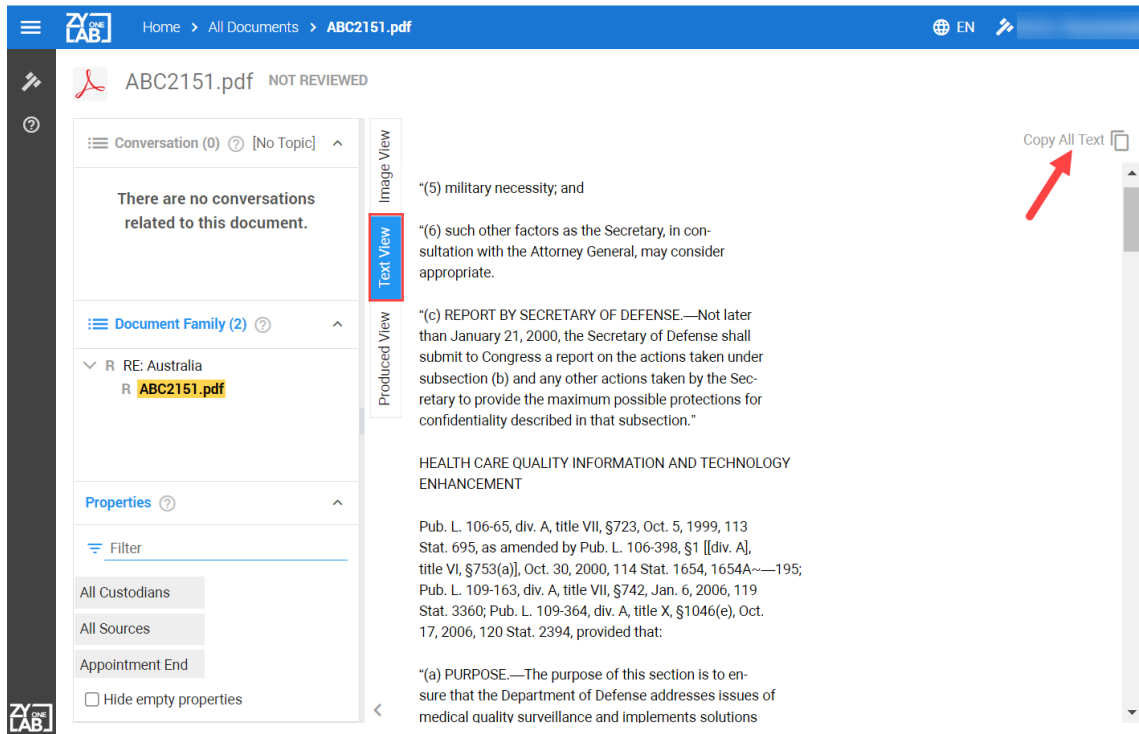 ZY ONE LAB
Home > All Documents > ABC2151.pdf
EN
ABC2151.pdf NOT REVIEWED
Conversation (0) ? [No Topic]
There are no conversations
related to this document.
Document Family (2) ?
R RE: Australia
R ABC2151.pdf
Properties ?
Filter
All Custodians
All Sources
Appointment End
Hide empty properties
Image View
Text View
Produced View
Copy All Text
“(5) military necessity; and
“(6) such other factors as the Secretary, in con-
sultation with the Attorney General, may consider
appropriate.
“(c) REPORT BY SECRETARY OF DEFENSE.—Not later
than January 21, 2000, the Secretary of Defense shall
submit to Congress a report on the actions taken under
subsection (b) and any other actions taken by the Sec-
retary to provide the maximum possible protections for
confidentiality described in that subsection.”
HEALTH CARE QUALITY INFORMATION AND TECHNOLOGY
ENHANCEMENT
Pub. L. 106-65, div. A, title VII, §723, Oct. 5, 1999, 113
Stat. 695, as amended by Pub. L. 106-398, §1 [[div. A],
title VI, §753(a)], Oct. 30, 2000, 114 Stat. 1654, 1654A~—195;
Pub. L. 109-163, div. A, title VII, §742, Jan. 6, 2006, 119
Stat. 3360; Pub. L. 109-364, div. A, title X, §1046(e), Oct.
17, 2006, 120 Stat. 2394, provided that:
“(a) PURPOSE.—The purpose of this section is to en-
sure that the Department of Defense addresses issues of
medical quality surveillance and implements solutions
ZY ONE LAB